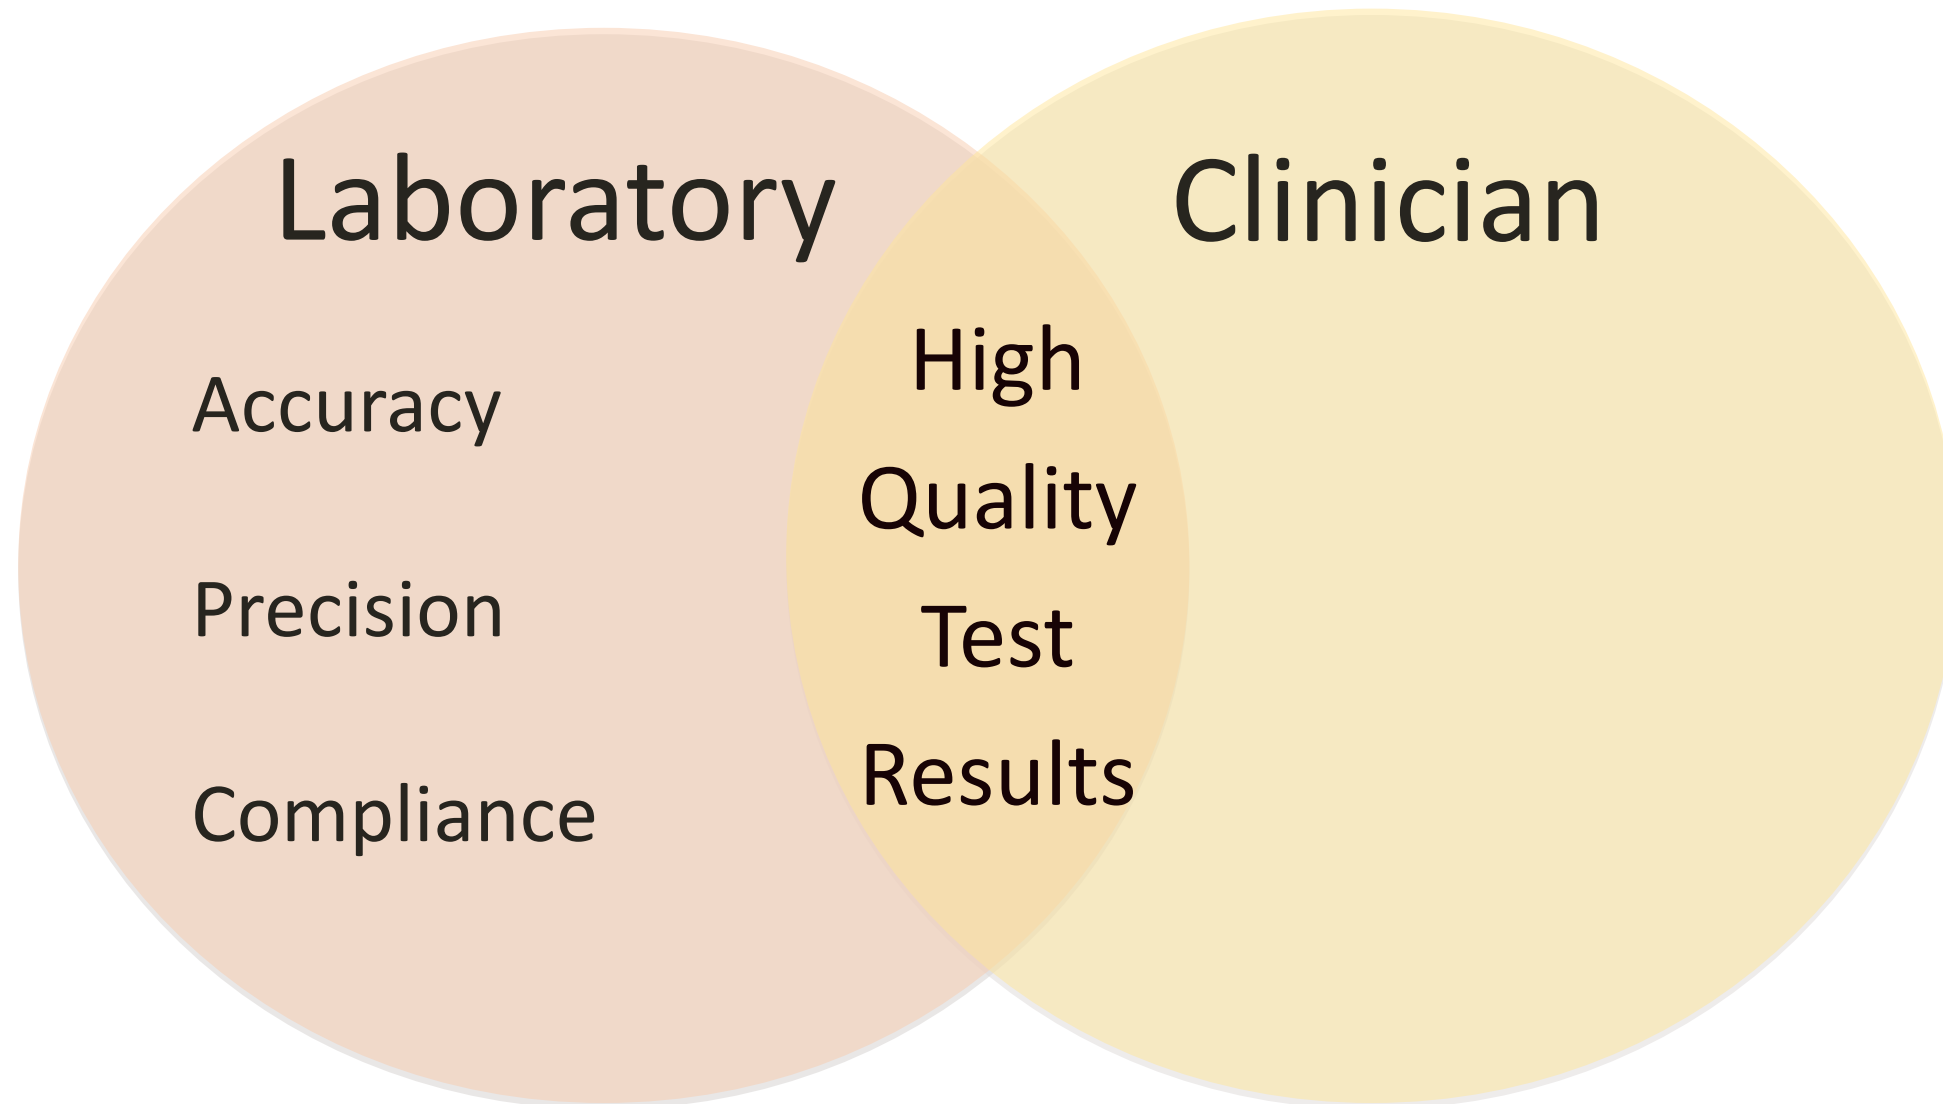 Laboratory
Clinician
Accuracy
Precision
Compliance
High
Quality
Test
Results